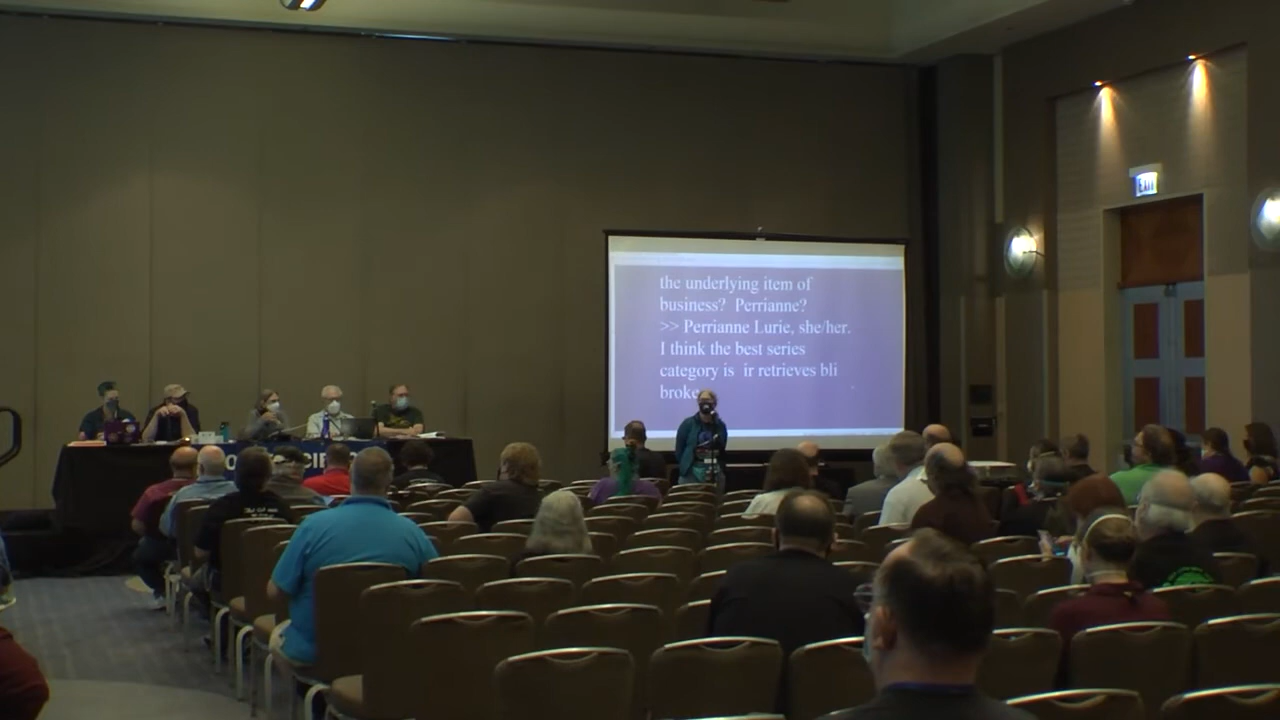 EXIT
the underlying item of
business?  Perrianne?
>> Perrianne Lurie, she/her.
I think the best series
category is  ir retrieves bli
broke